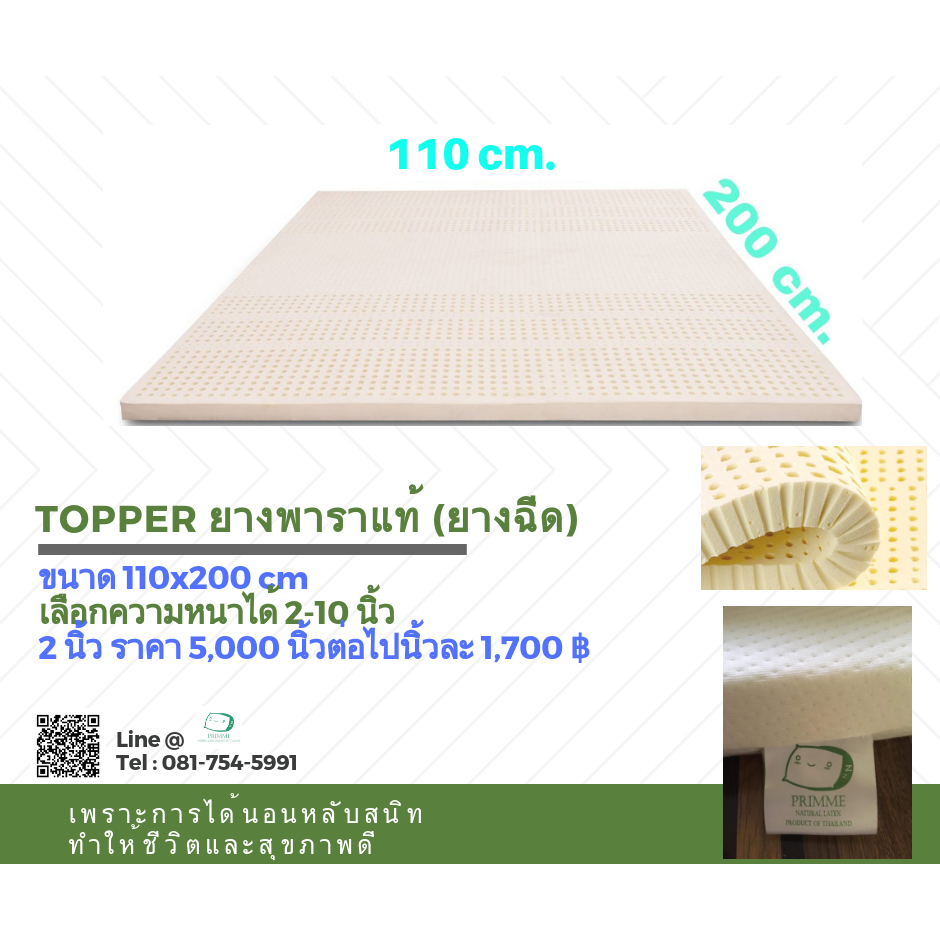 110 cm.
200 cm.
TOPPER ยางพาราแท้ (ยางฉีด)
ขนาด 110x200 cm
เลือกความหนาได้ 2-10 นิ้ว
2 นิ้ว ราคา 5,000 นิ้วต่อไปนิ้วละ 1,700 ฿
Line @
PRIMME
Tel : 081-754-5991
เพราะการได้นอนหลับสนิท
ทำให้ชีวิตและสุขภาพดี
PRIMME
NATURAL LATEX
PRODUCT OF THAILAND